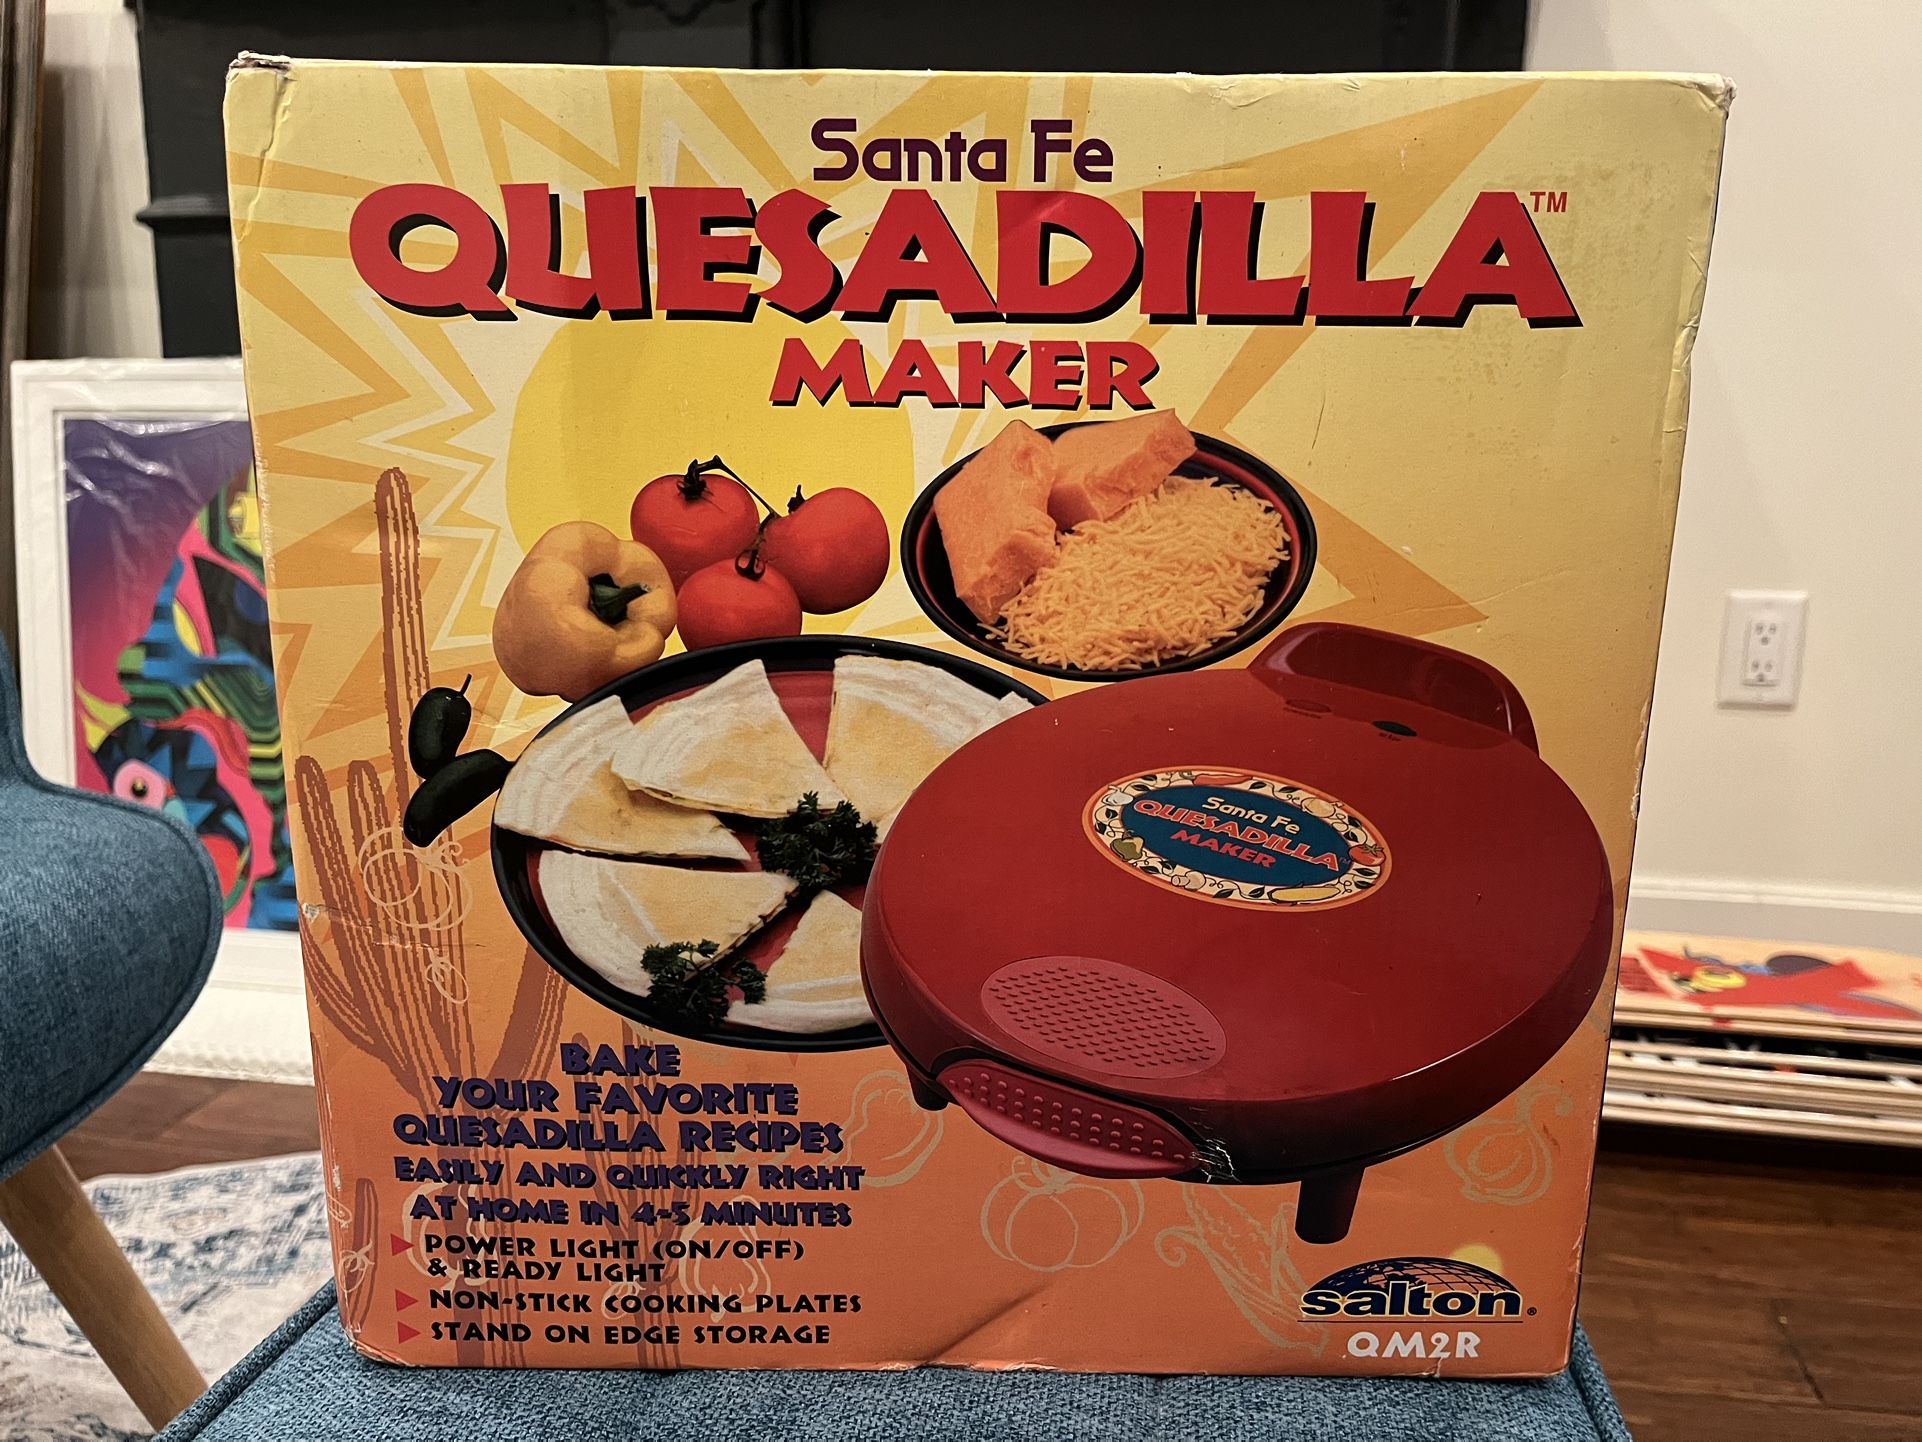 Santa Fe
QUESADILLA™
MAKER
Santa Fe
QUESADILLA
MAKER
BAKE
YOUR FAVORITE
QUESADILLA RECIPES
EASILY AND QUICKLY RIGHT
AT HOME IN 4-5 MINUTES
POWER LIGHT (ON/OFF)
& READY LIGHT
NON-STICK COOKING PLATES
STAND ON EDGE STORAGE
salton®
QM2R